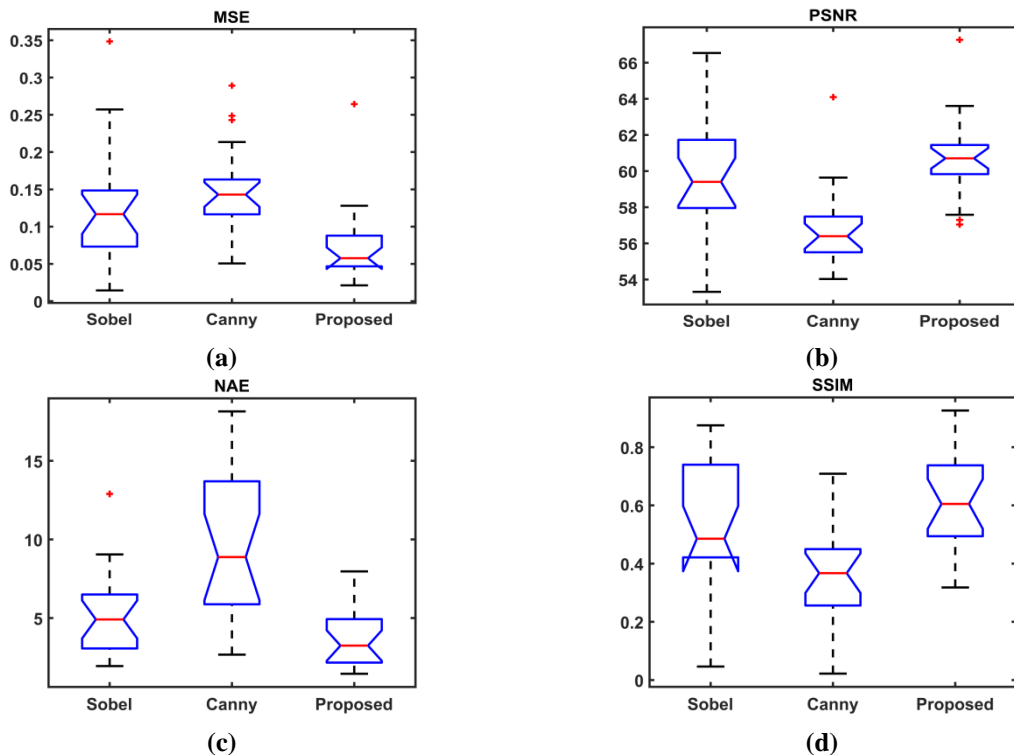 MSE
0.35
0.3
0.25
0.2
0.15
0.1
0.05
0
Sobel Canny Proposed
(a)
PSNR
66
64
62
60
58
56
54
Sobel Canny Proposed
(b)
NAE
15
10
5
Sobel Canny Proposed
(c)
SSIM
0.8
0.6
0.4
0.2
0
Sobel Canny Proposed
(d)